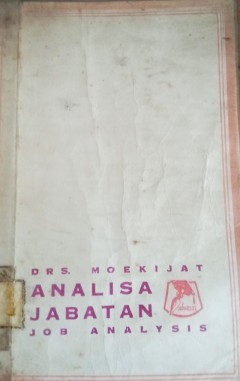 DRS. MOEKIJAT
ANALISA
JABATAN
JOB ANALYSIS